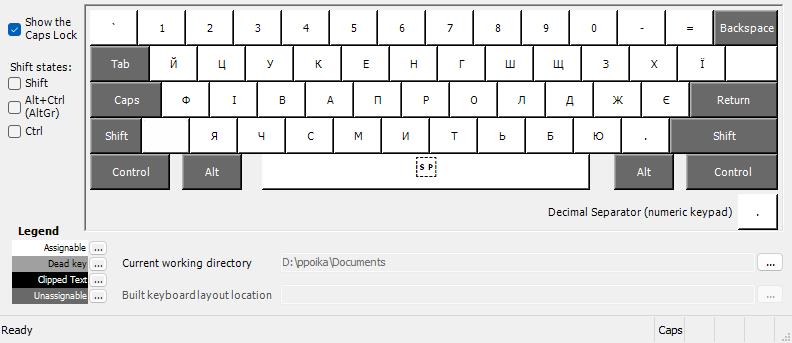 Show the
Caps Lock
Shift states:
Shift
Alt+Ctrl
(AltGr)
Ctrl
` 1 2 3 4 5 6 7 8 9 0 - = Backspace
Tab Й Ц У К Е Н Г Ш Щ З Х Ї
Caps Ф І В А П Р О Л Д Ж Є Return
Shift Я Ч С М И Т Ь Б Ю . Shift
Control Alt SP Alt Control
Decimal Separator (numeric keypad) .
Legend
Assignable ...
Dead key ...
Clipped Text ...
Unassignable ...
Current working directory D:\ppoika\Documents ...
Built keyboard layout location ...
Ready Caps